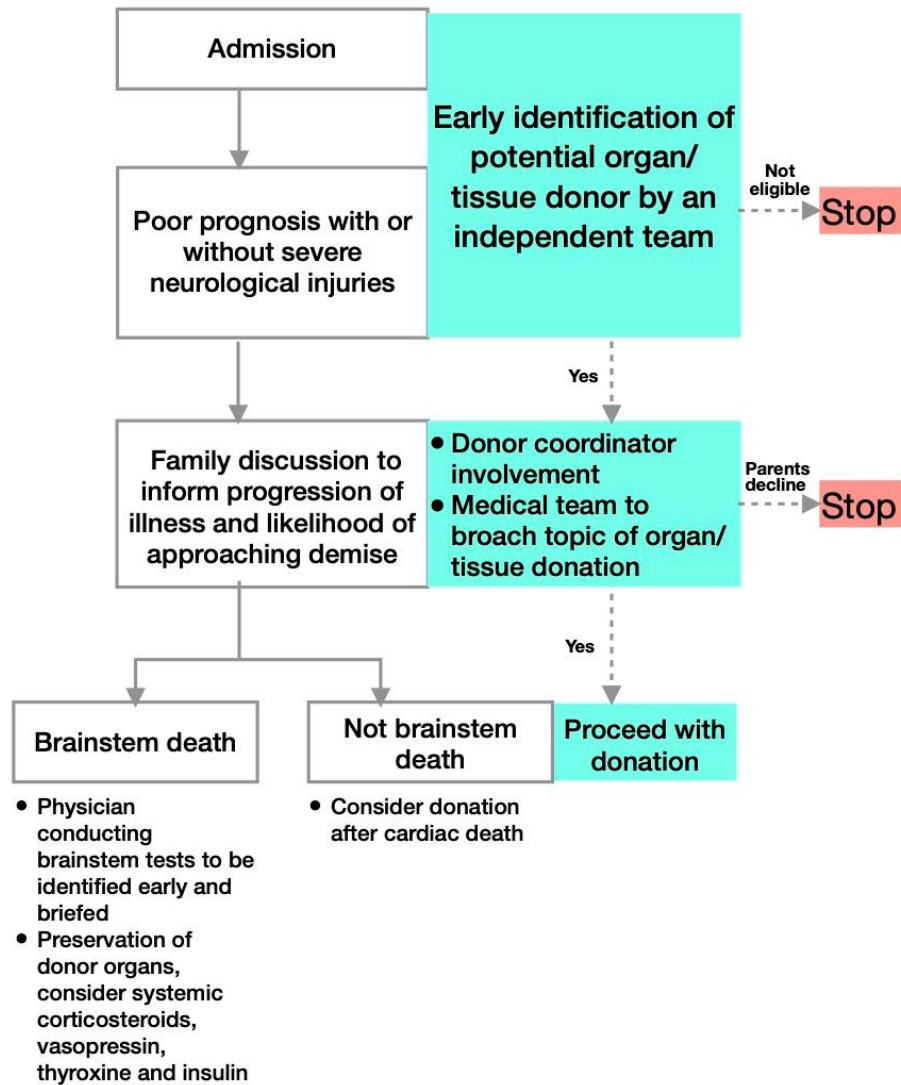 Admission
Early identification of
potential organ/
tissue donor by an
independent team
Not
eligible
Stop
Poor prognosis with or
without severe
neurological injuries
Yes
Family discussion to
inform progression of
illness and likelihood of
approaching demise
• Donor coordinator
involvement
• Medical team to
broach topic of organ/
tissue donation
Parents
decline
Stop
Yes
Brainstem death
Not brainstem
death
Proceed with
donation
• Physician
conducting
brainstem tests to be
identified early and
briefed
• Preservation of
donor organs,
consider systemic
corticosteroids,
vasopressin,
thyroxine and insulin
• Consider donation
after cardiac death